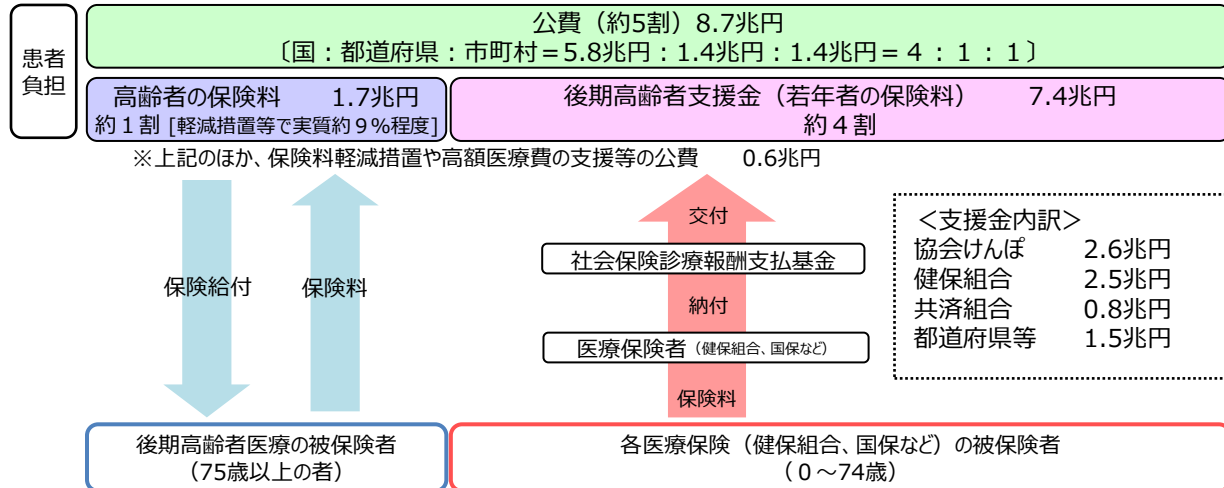 患者
負担
公費（約5割）8.7兆円
〔国：都道府県：市町村＝5.8兆円：1.4兆円：1.4兆円＝４：１：１〕
高齢者の保険料　1.7兆円
約１割 [軽減措置等で実質約９%程度]
後期高齢者支援金（若年者の保険料）　7.4兆円
約４割
※上記のほか、保険料軽減措置や高額医療費の支援等の公費　0.6兆円
保険給付
保険料
交付
社会保険診療報酬支払基金
納付
医療保険者（健保組合、国保など）
保険料
＜支援金内訳＞
協会けんぽ　2.6兆円
健保組合　2.5兆円
共済組合　0.8兆円
都道府県等　1.5兆円
後期高齢者医療の被保険者
（75歳以上の者）
各医療保険（健保組合、国保など）の被保険者
（０～74歳）